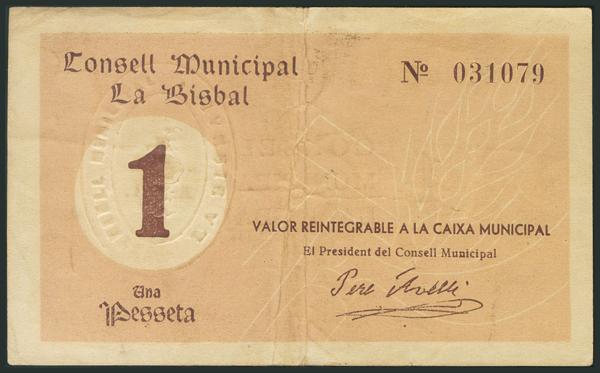 Consell Municipal
La Bisbal
Nº 031079
1
VALOR REINTEGRABLE A LA CAIXA MUNICIPAL
El President del Consell Municipal
Pere
Una
Pesseta